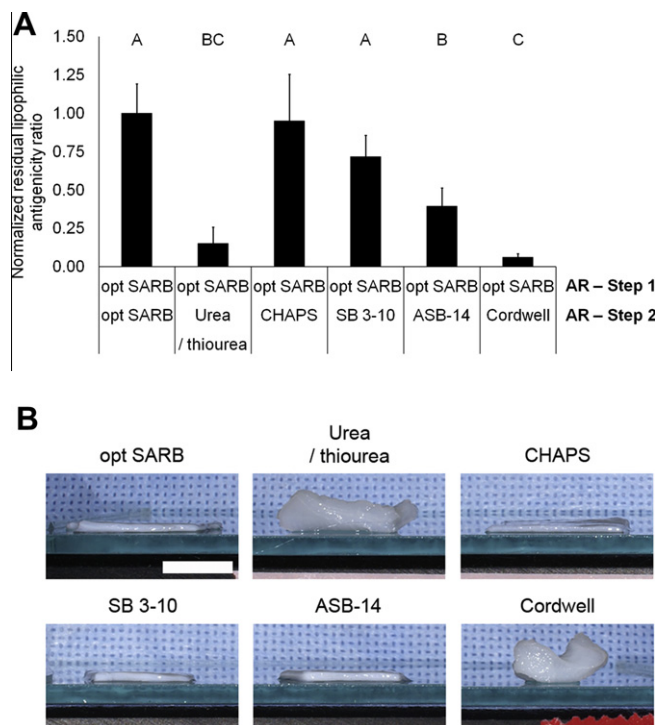 A
1.50
A
BC
A
A
B
C
1.25
1.00
0.75
0.50
0.25
0.00
Normalized residual lipophilic
antigenicity ratio
opt SARB
opt SARB
opt SARB
opt SARB
opt SARB
opt SARB
AR – Step 1
opt SARB
Urea
/ thiourea
CHAPS
SB 3-10
ASB-14
Cordwell
AR – Step 2
B
opt SARB
Urea
/ thiourea
CHAPS
SB 3-10
ASB-14
Cordwell